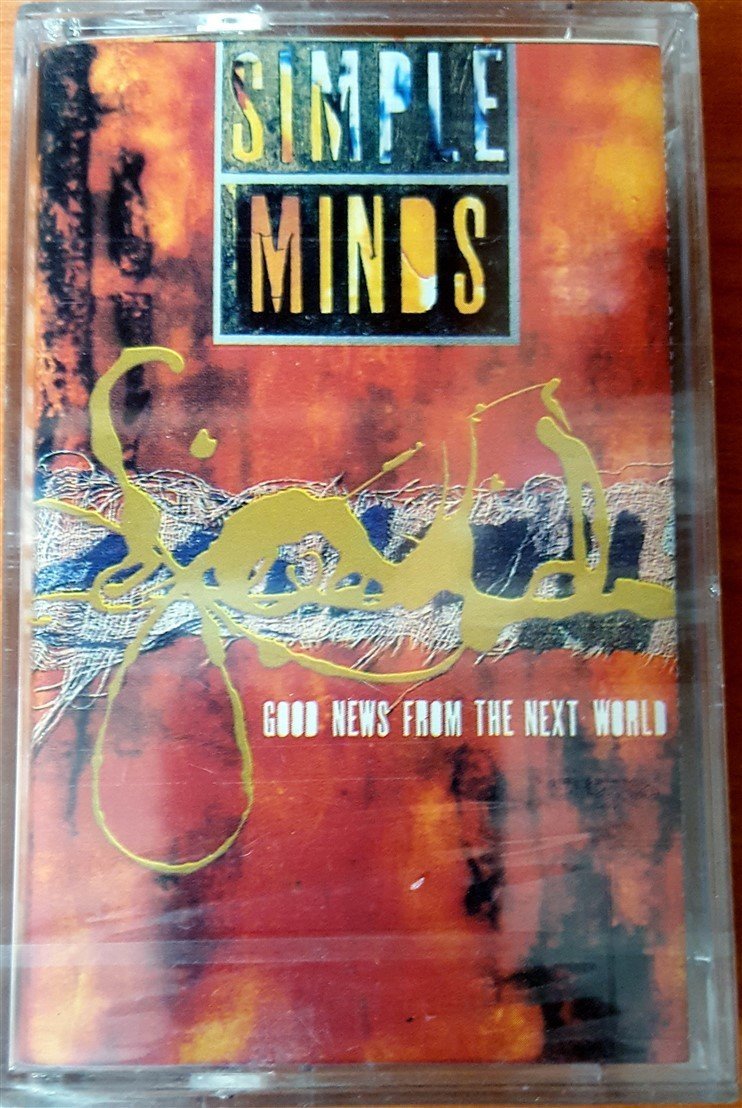 SIMPLE
MINDS
GOOD NEWS FROM THE NEXT WORLD